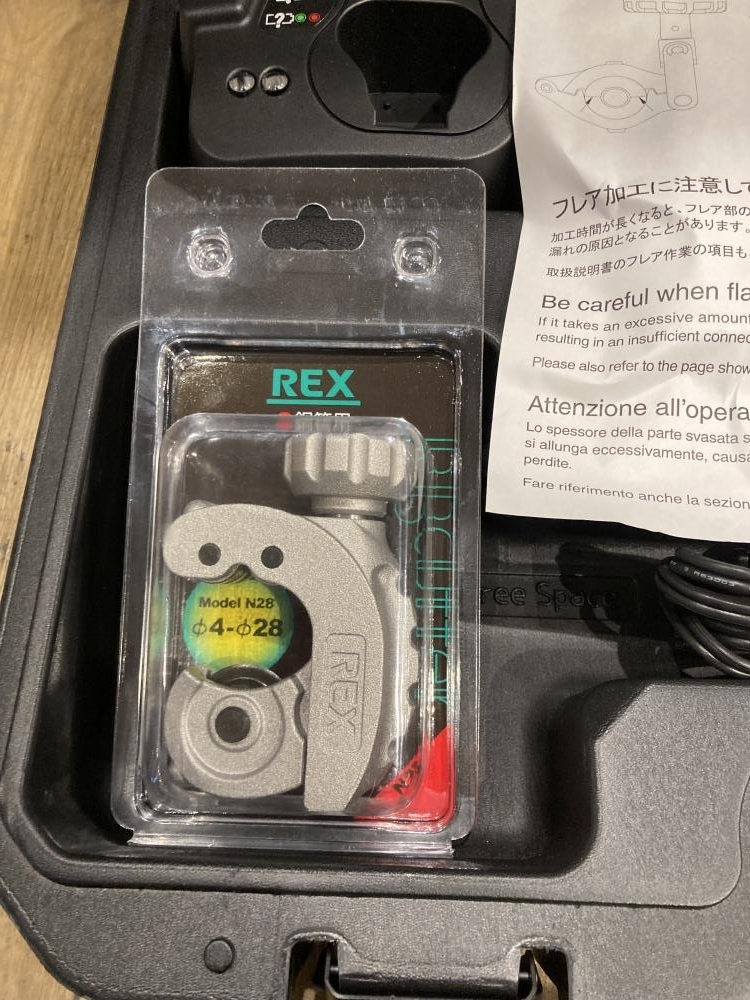 [?]
フレア加工に注意して
加工時間が長くなると、フレア部の
漏れの原因となることがあります。
取扱説明書のフレア作業の項目も
Be careful when fla
If it takes an excessive amount
resulting in an insufficient connec
Please also refer to the page show
Attenzione all'opera
Lo spessore della parte svasata s
si allunga eccessivamente, causa
perdite.
Fare riferimento anche la sezion
REX
Model N28
φ4-φ28
REX
Free Space